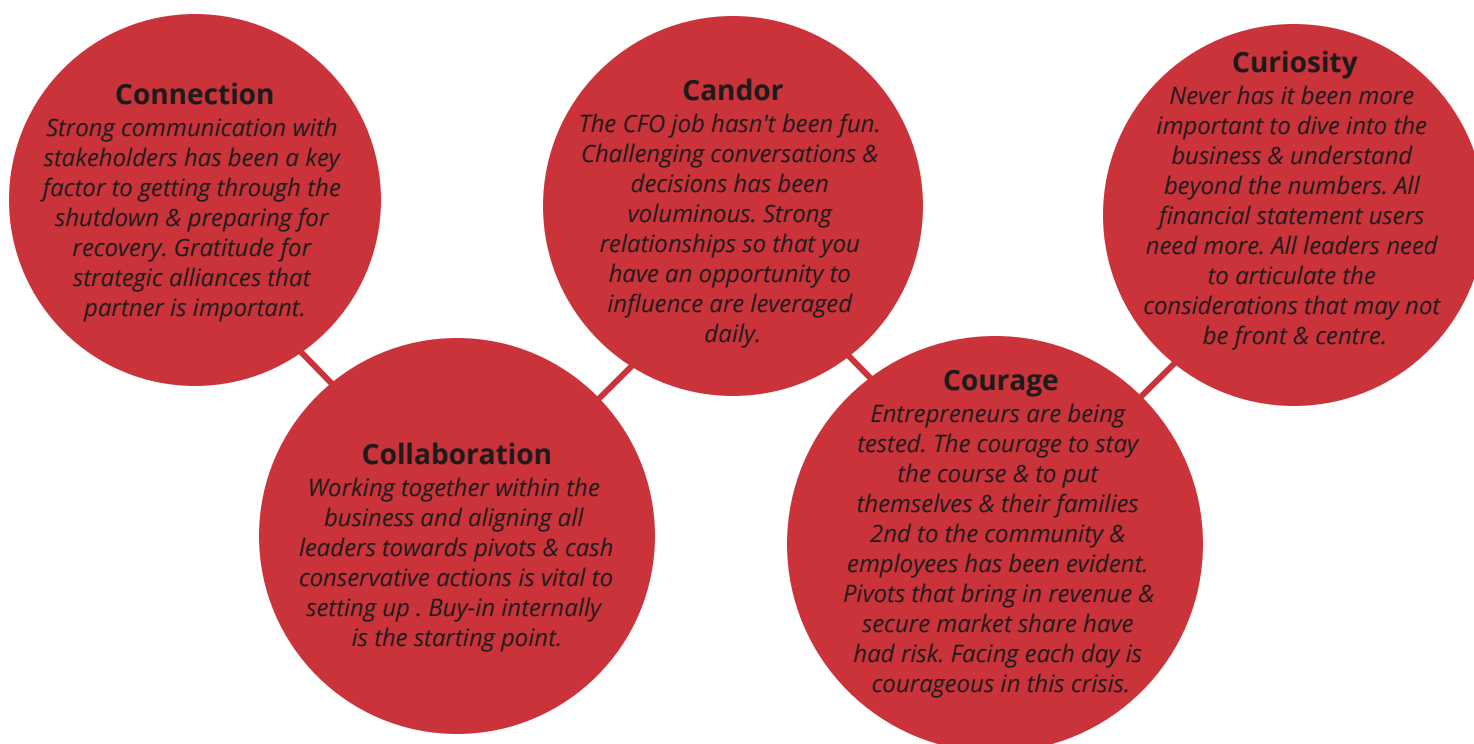 Connection
Strong communication with
stakeholders has been a key
factor to getting through the
shutdown & preparing for
recovery. Gratitude for
strategic alliances that
partner is important.
Collaboration
Working together within the
business and aligning all
leaders towards pivots & cash
conservative actions is vital to
setting up . Buy-in internally
is the starting point.
Candor
The CFO job hasn't been fun.
Challenging conversations &
decisions has been
voluminous. Strong
relationships so that you
have an opportunity to
influence are leveraged
daily.
Courage
Entrepreneurs are being
tested. The courage to stay
the course & to put
themselves & their families
2nd to the community &
employees has been evident.
Pivots that bring in revenue &
secure market share have
had risk. Facing each day is
courageous in this crisis.
Curiosity
Never has it been more
important to dive into the
business & understand
beyond the numbers. All
financial statement users
need more. All leaders need
to articulate the
considerations that may not
be front & centre.